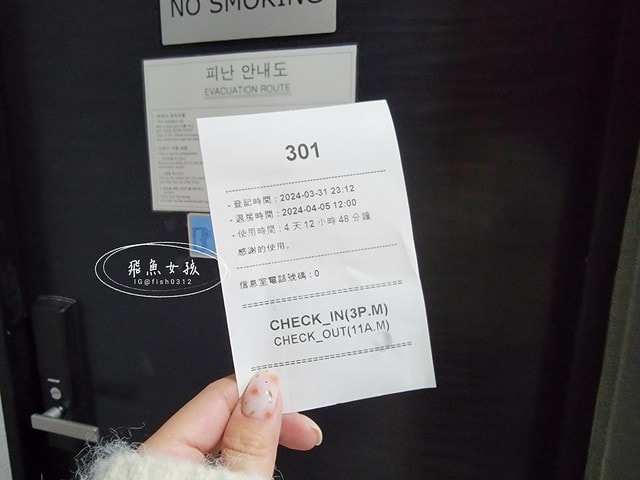 NO SMOKING
피난 안내도
EVACUATION ROUTE
301
- 登記時間 : 2024-03-31 23:12
- 退房時間 : 2024-04-05 12:00
- 使用時間 : 4 天 12 小時 48 分鐘
感謝的使用。
信息室電話號碼 : 0
CHECK_IN(3P.M)
CHECK_OUT(11A.M)
飛魚女孩
IG@fish0312